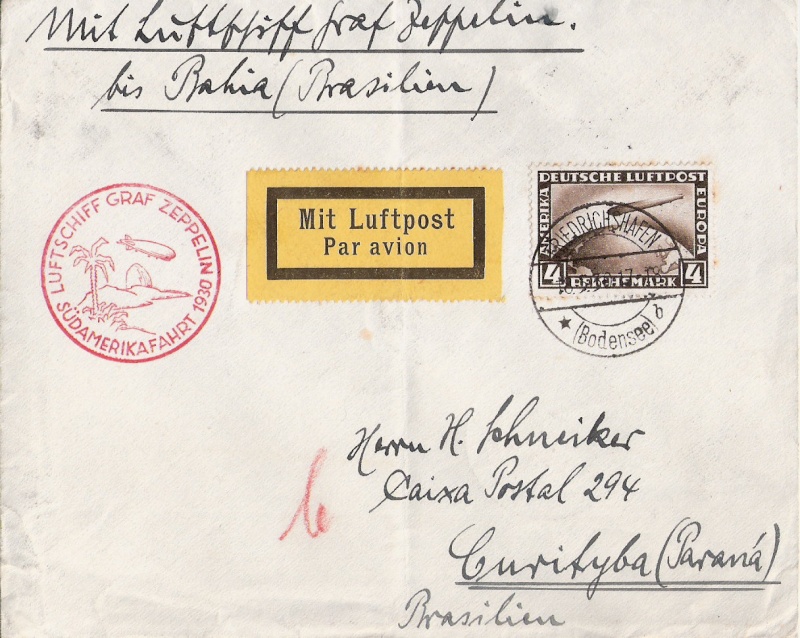 Mit Luftschiff Graf Zeppelin.
bis Bahia (Brasilien)
LUFTSCHIFF GRAF ZEPPELIN
SÜDAMERIKAFAHRT 1930
Mit Luftpost
Par avion
DEUTSCHE LUFTPOST
AMERIKA
EUROPA
4
REICHSMARK
4
FRIEDRICHSHAFEN
(Bodensee) b
Herrn H. Schneiker
Caixa Postal 294
Curityba (Paraná)
Brasilien